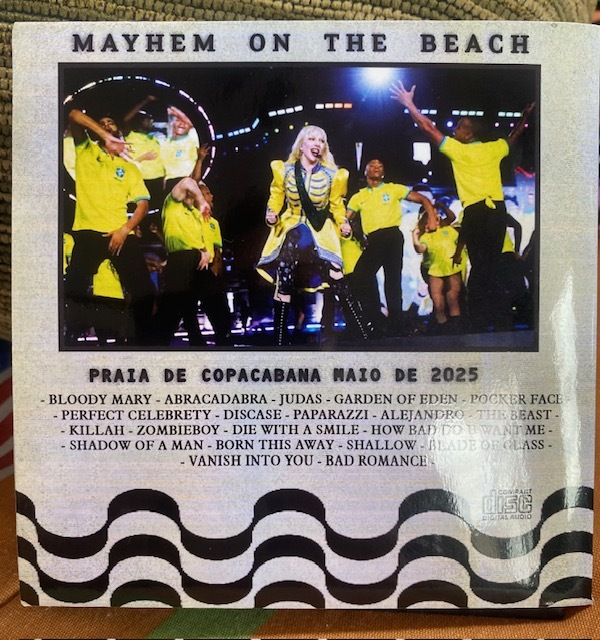 MAYHEM ON THE BEACH
PRAIA DE COPACABANA MAIO DE 2025
- BLOODY MARY - ABRACADABRA - JUDAS - GARDEN OF EDEN - POCKER FACE -
- PERFECT CELEBRETY - DISCASE - PAPARAZZI - ALEJANDRO - THE BEAST -
- KILLAH - ZOMBIEBOY - DIE WITH A SMILE - HOW BAD DO U WANT ME -
- SHADOW OF A MAN - BORN THIS AWAY - SHALLOW - BLADE OF GLASS -
- VANISH INTO YOU - BAD ROMANCE -
COMPACT
disc
DIGITAL AUDIO